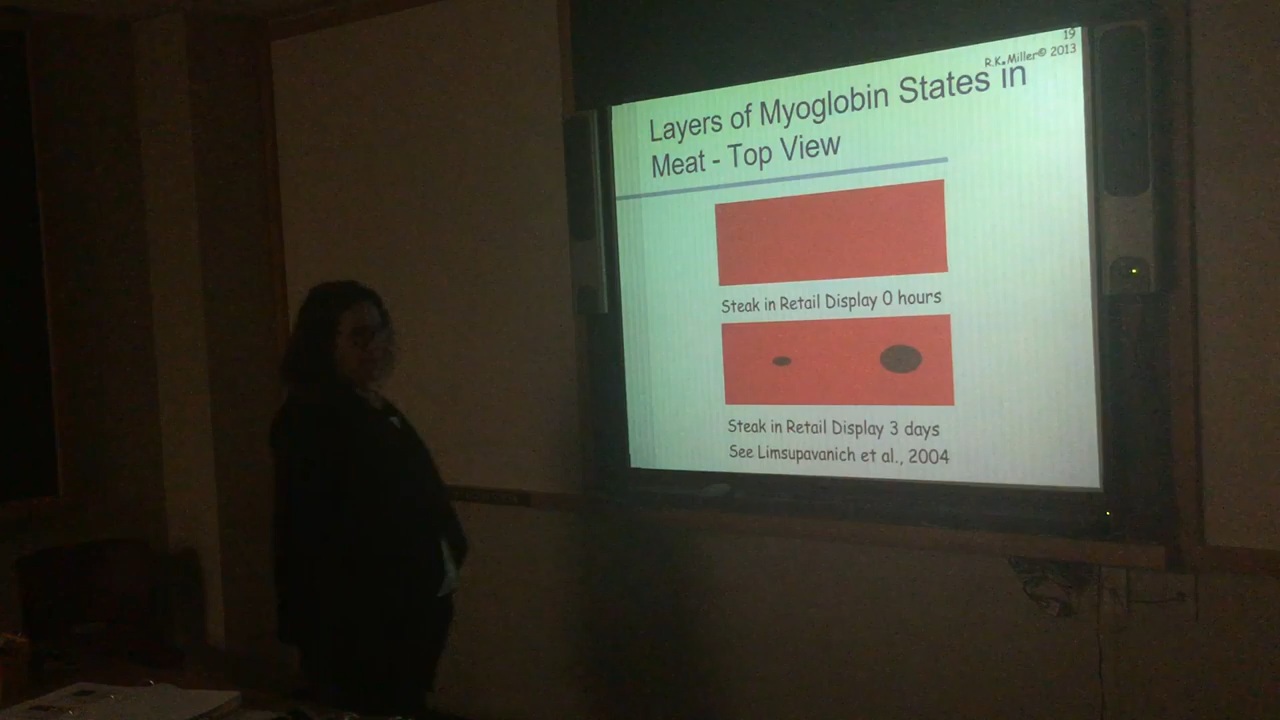 19
R.K. Miller© 2013
Layers of Myoglobin States in
Meat - Top View
Steak in Retail Display 0 hours
Steak in Retail Display 3 days
See Limsupavanich et al., 2004